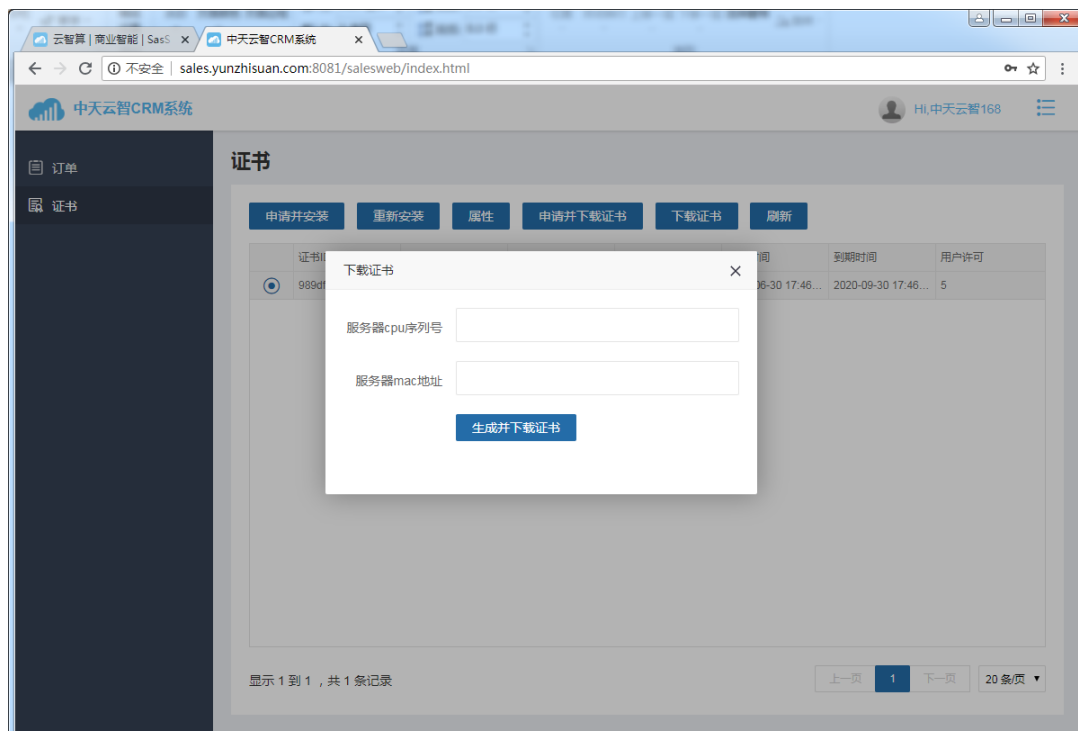 云智算 | 商业智能 | SasS
中天云智CRM系统
不安全 | sales.yunzhisuan.com:8081/salesweb/index.html
中天云智CRM系统
Hi,中天云智168
订单
证书
证书
申请并安装 重新安装 属性 申请并下载证书 下载证书 刷新
证书I 间 到期时间 用户许可
989df 06-30 17:46... 2020-09-30 17:46... 5
下载证书
服务器cpu序列号
服务器mac地址
生成并下载证书
显示 1 到 1 ，共 1 条记录
上一页 1 下一页 20 条/页